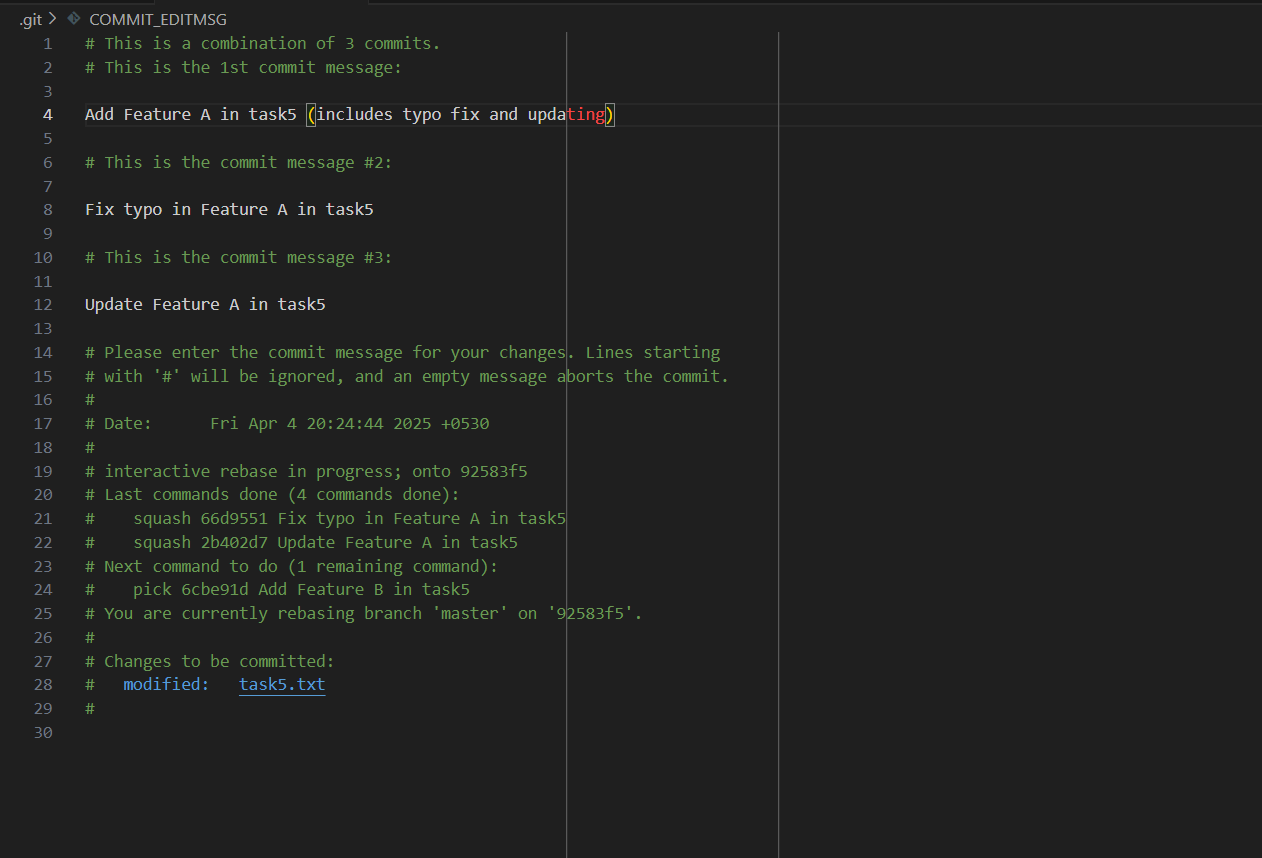 .git > COMMIT_EDITMSG
1 # This is a combination of 3 commits.
2 # This is the 1st commit message:
3
4 Add Feature A in task5 (includes typo fix and updating)
5
6 # This is the commit message #2:
7
8 Fix typo in Feature A in task5
9
10 # This is the commit message #3:
11
12 Update Feature A in task5
13
14 # Please enter the commit message for your changes. Lines starting
15 # with '#' will be ignored, and an empty message aborts the commit.
16 #
17 # Date:      Fri Apr 4 20:24:44 2025 +0530
18 #
19 # interactive rebase in progress; onto 92583f5
20 # Last commands done (4 commands done):
21 #    squash 66d9551 Fix typo in Feature A in task5
22 #    squash 2b402d7 Update Feature A in task5
23 # Next command to do (1 remaining command):
24 #    pick 6cbe91d Add Feature B in task5
25 # You are currently rebasing branch 'master' on '92583f5'.
26 #
27 # Changes to be committed:
28 #   modified:   task5.txt
29 #
30